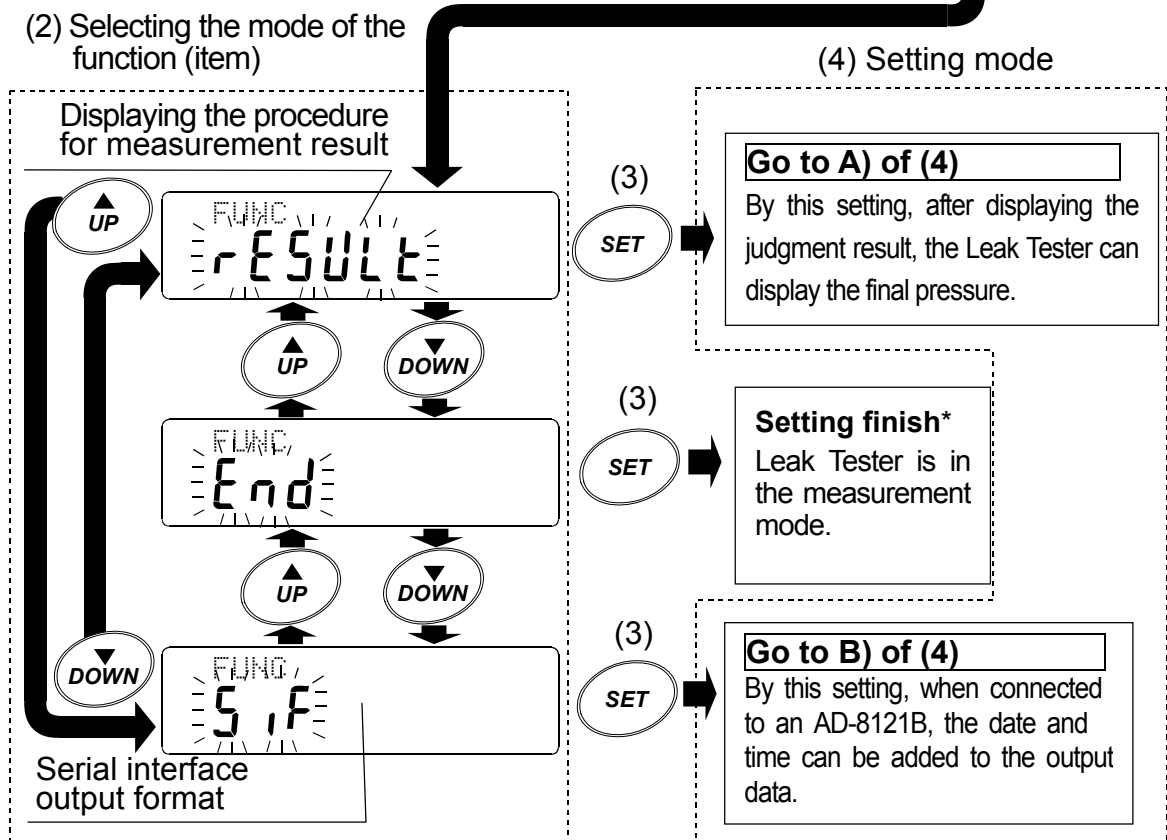 (2) Selecting the mode of the
function (item)
(4) Setting mode
Displaying the procedure
for measurement result
▲
UP
FUNC
rESULt
(3)
SET
Go to A) of (4)
By this setting, after displaying the
judgment result, the Leak Tester can
display the final pressure.
▲
UP
▼
DOWN
FUNC
End
(3)
SET
Setting finish*
Leak Tester is in
the measurement
mode.
▲
UP
▼
DOWN
▼
DOWN
FUNC
SiF
(3)
SET
Go to B) of (4)
By this setting, when connected
to an AD-8121B, the date and
time can be added to the output
data.
Serial interface
output format